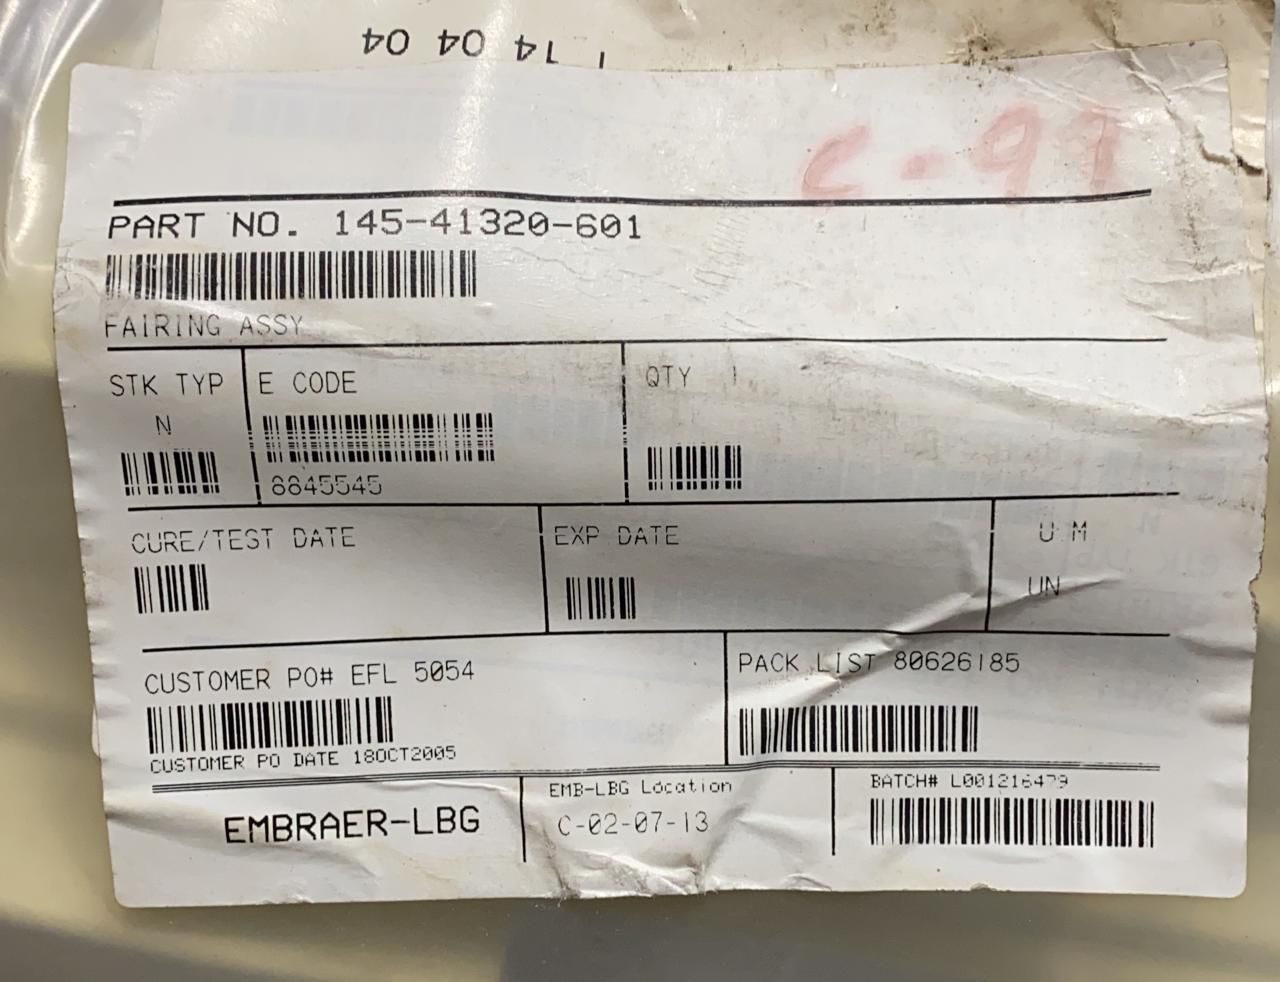 1 14 04 04
C-99
PART NO. 145-41320-601
FAIRING ASSY
STK TYP
N
E CODE
8845545
QTY 1
CURE/TEST DATE
EXP DATE
U M
UN
CUSTOMER PO# EFL 5054
CUSTOMER PO DATE 18OCT2005
PACK LIST 80626185
EMBRAER-LBG
EMB-LBG Location
C-02-07-13
BATCH# L001216479